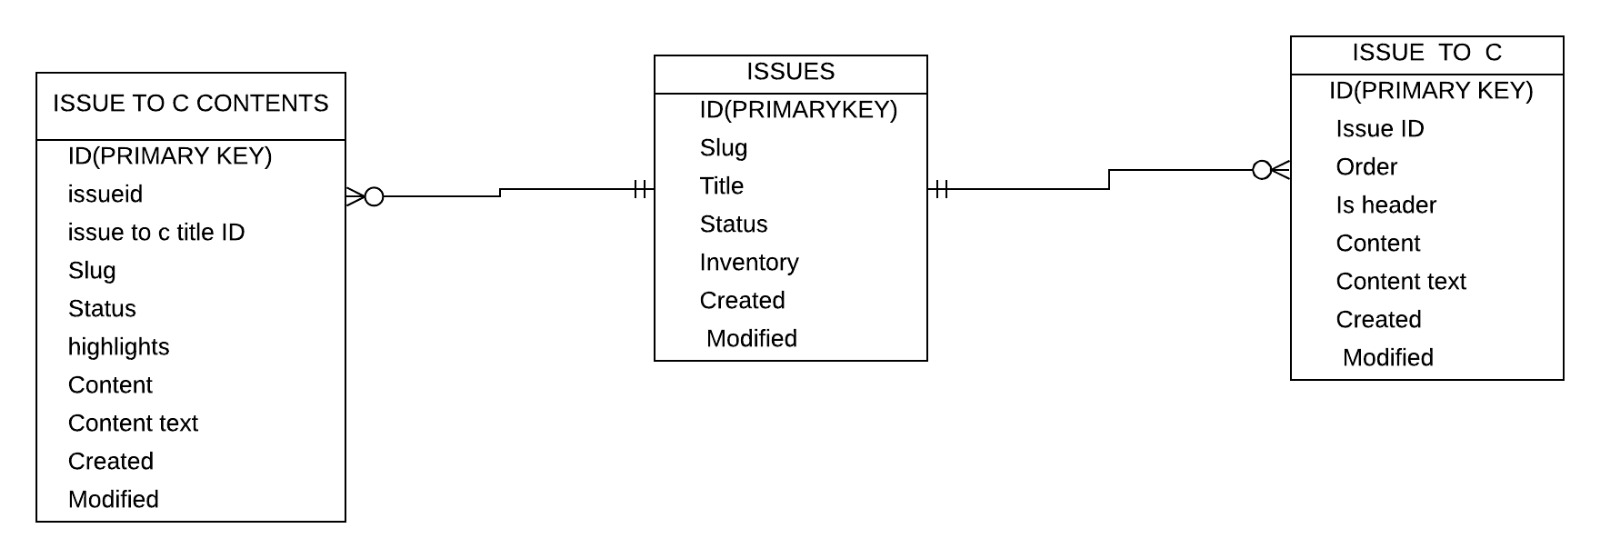 ISSUE TO C CONTENTS
ID(PRIMARY KEY)
issueid
issue to c title ID
Slug
Status
highlights
Content
Content text
Created
Modified
ISSUES
ID(PRIMARYKEY)
Slug
Title
Status
Inventory
Created
Modified
ISSUE TO C
ID(PRIMARY KEY)
Issue ID
Order
Is header
Content
Content text
Created
Modified